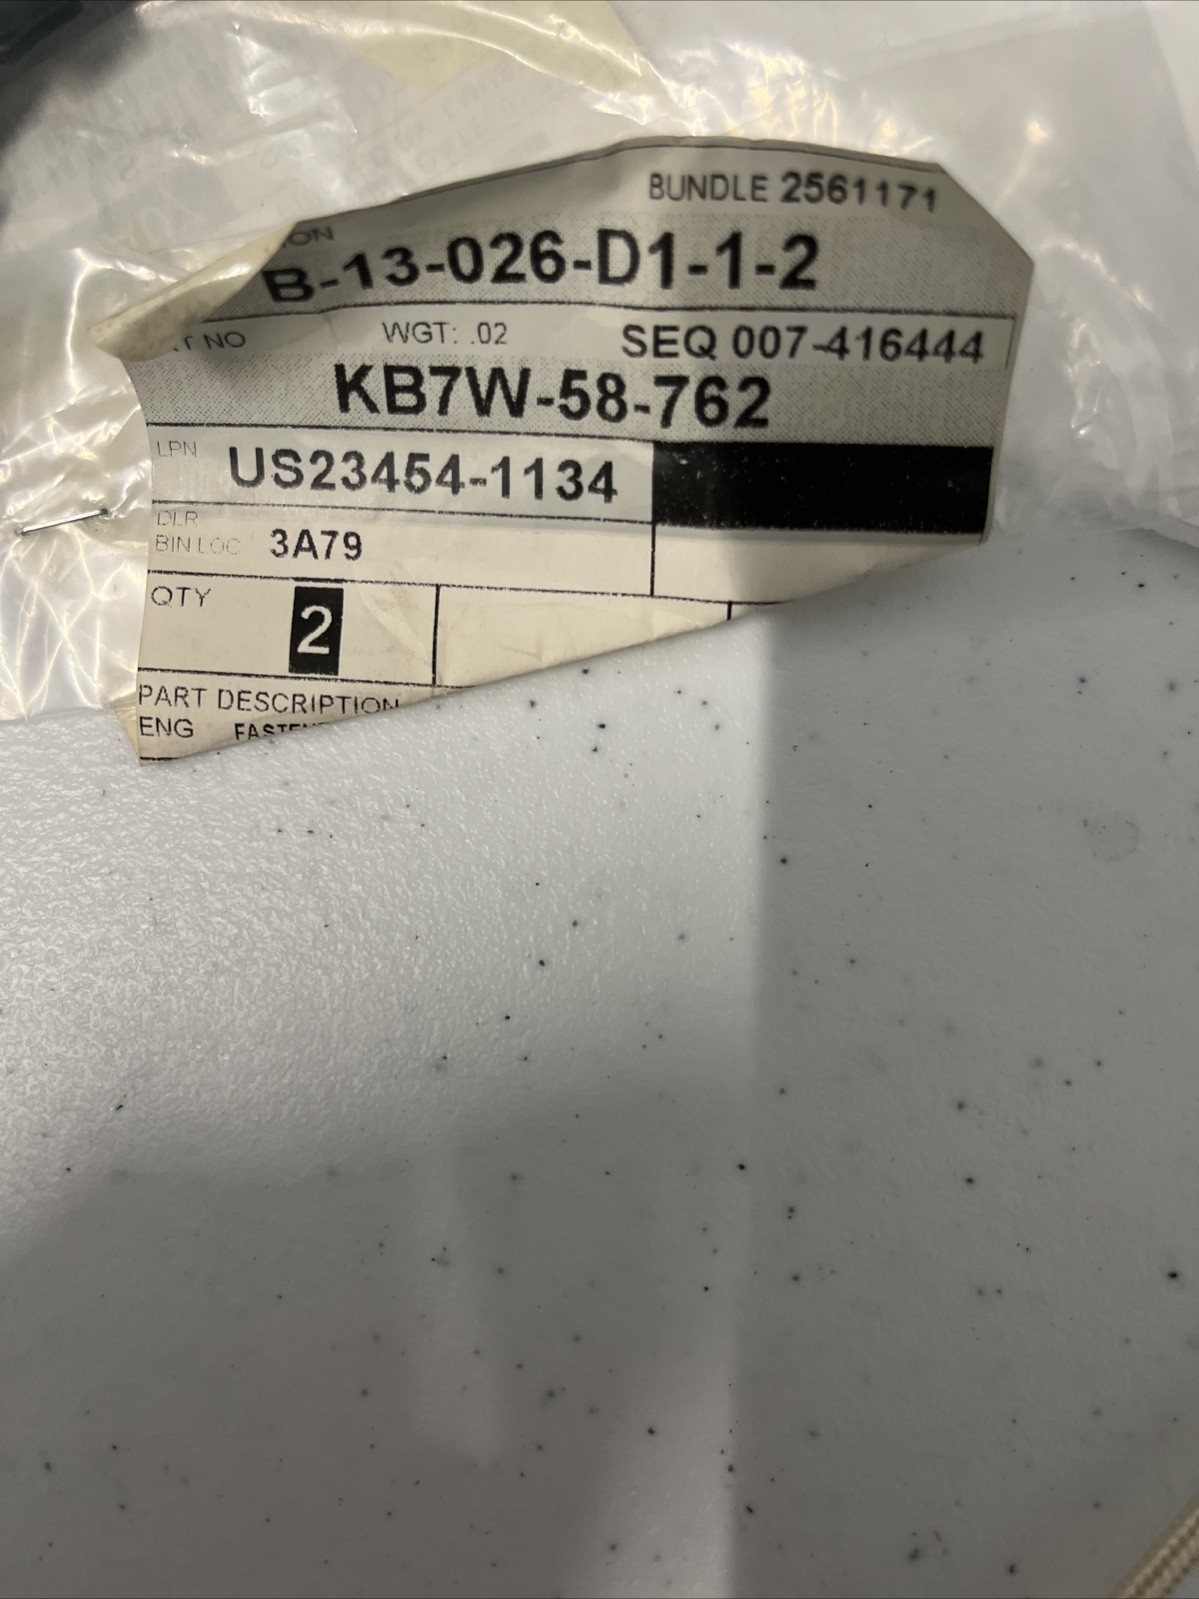 BUNDLE 2561171
B-13-026-D1-1-2
NO WGT: .02 SEQ 007-416444
KB7W-58-762
LPN US23454-1134
DLR
BIN LOC 3A79
QTY 2
PART DESCRIPTION
ENG